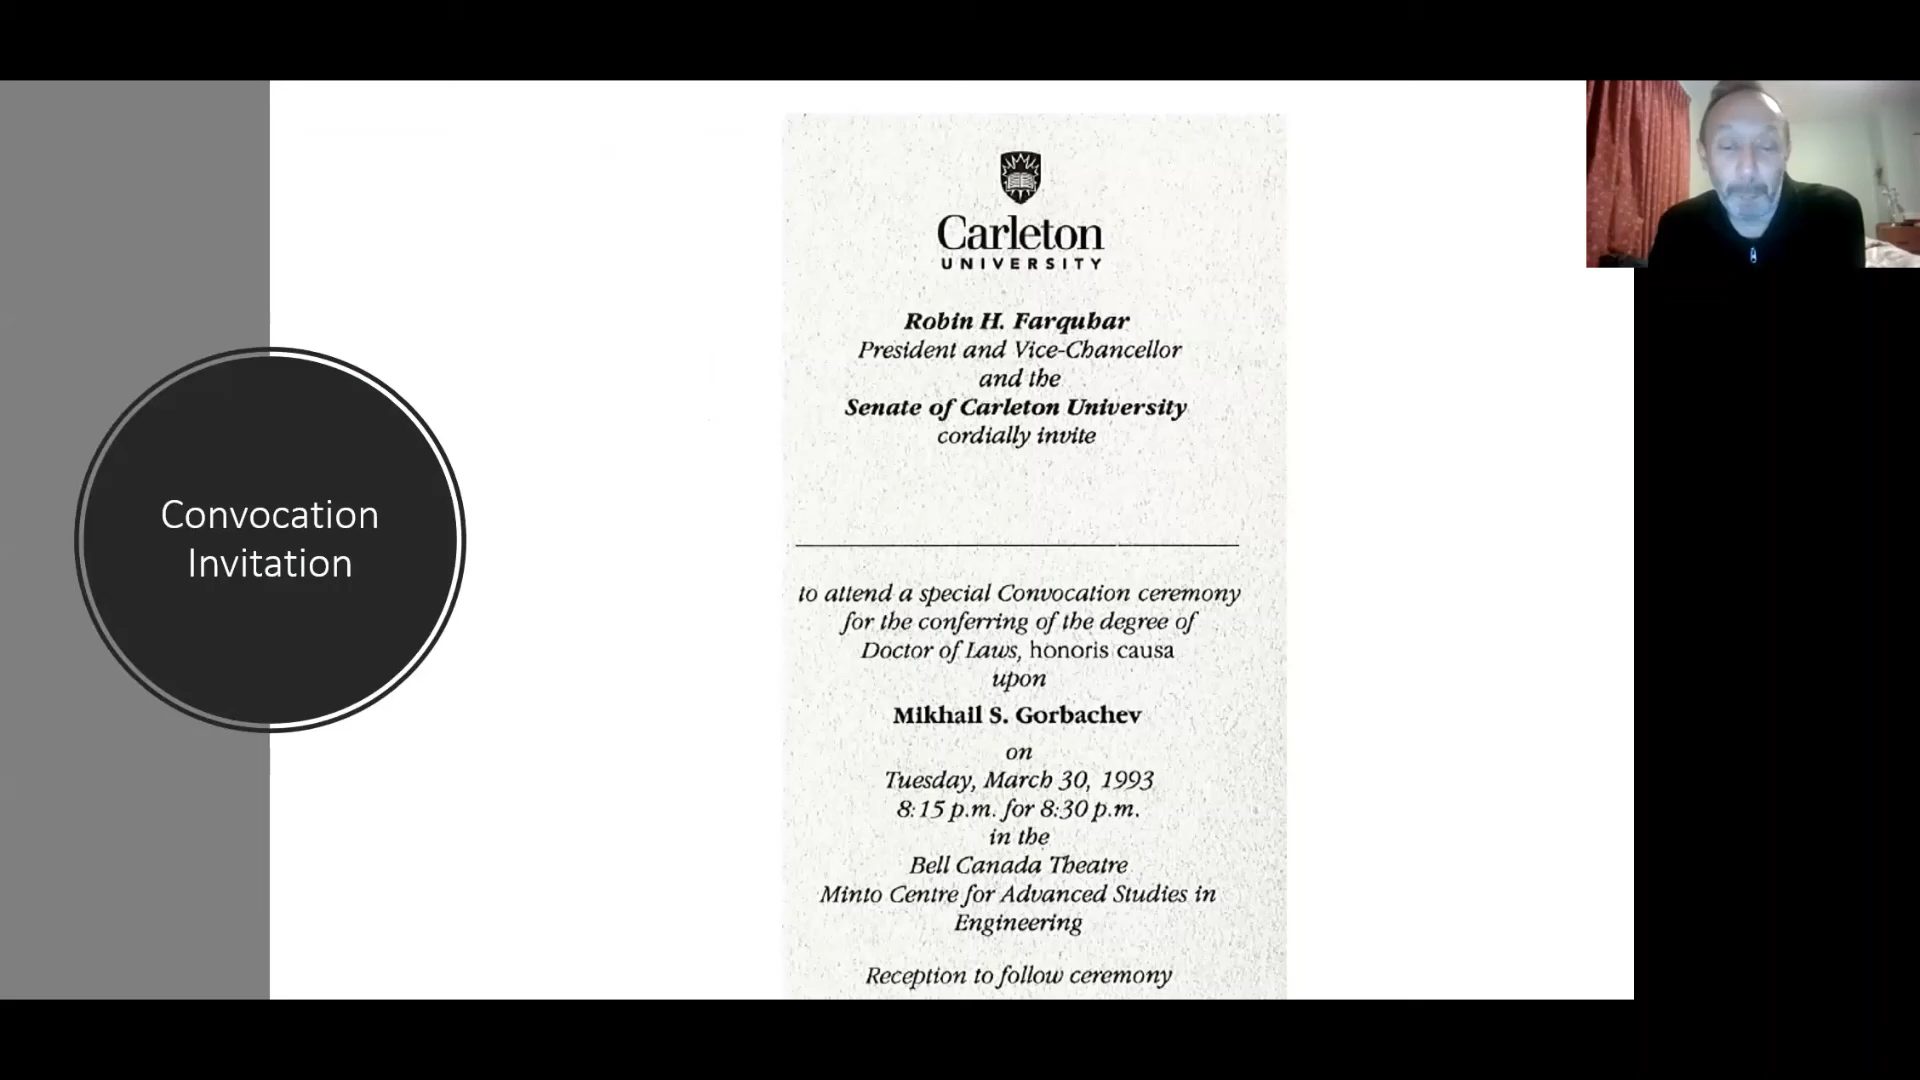 Convocation
Invitation
Carleton
UNIVERSITY
Robin H. Farquhar
President and Vice-Chancellor
and the
Senate of Carleton University
cordially invite
to attend a special Convocation ceremony
for the conferring of the degree of
Doctor of Laws, honoris causa
upon
Mikhail S. Gorbachev
on
Tuesday, March 30, 1993
8:15 p.m. for 8:30 p.m.
in the
Bell Canada Theatre
Minto Centre for Advanced Studies in
Engineering
Reception to follow ceremony